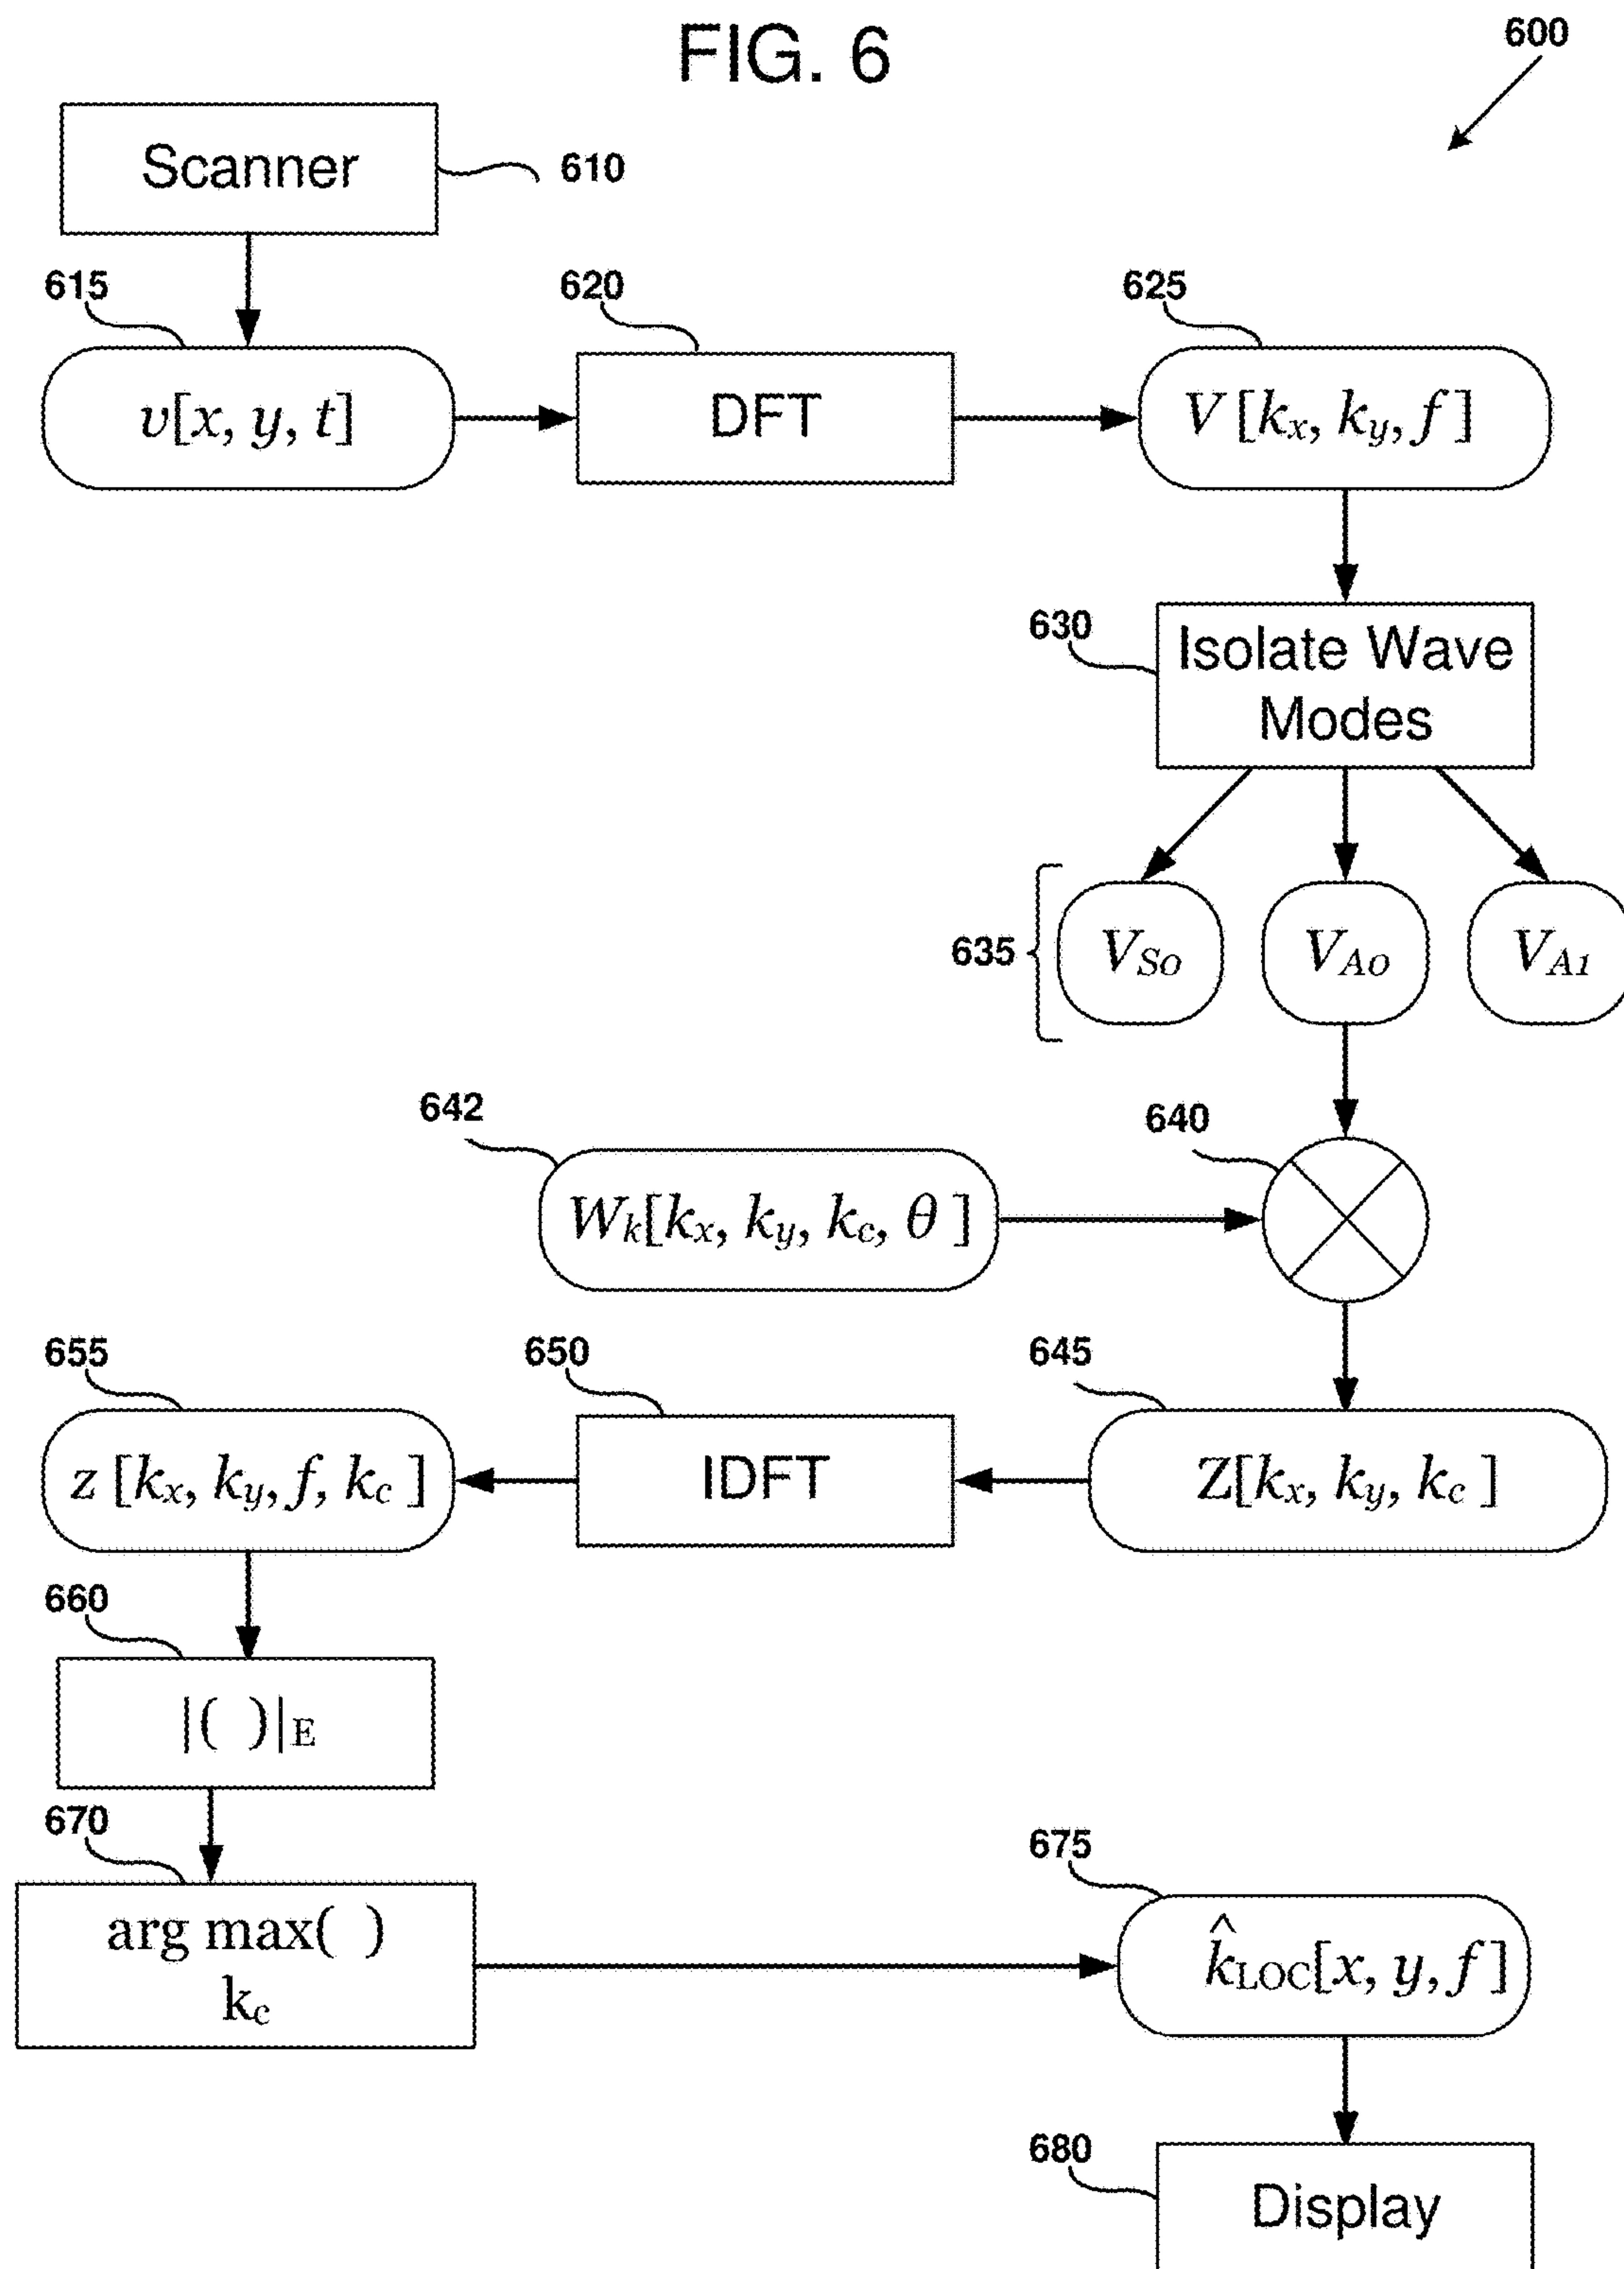 FIG. 6
600
Scanner
610
615
620
625
v[x, y, t]
DFT
V [kx, ky, f ]
630
Isolate Wave
Modes
635
VS0
VA0
VA1
642
640
Wk[kx, ky, kc, θ ]
655
650
645
z [kx, ky, f, kc ]
IDFT
Z[kx, ky, kc ]
660
|( )|E
670
675
arg max( )
kc
k̂LOC[x, y, f ]
680
Display